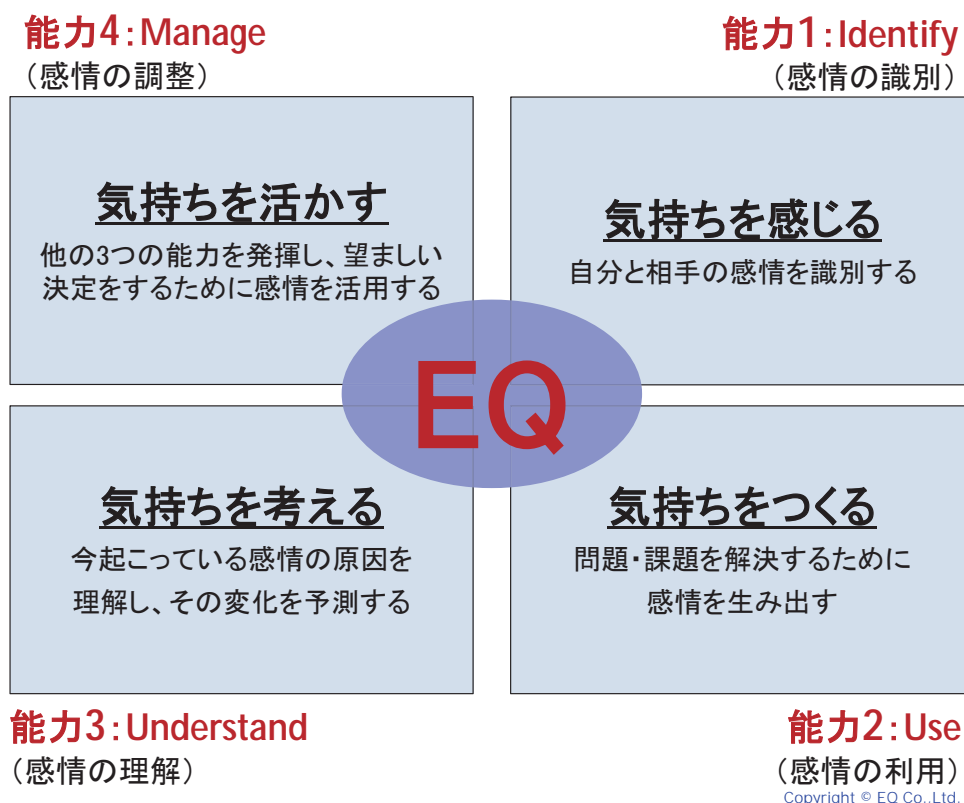 能力4:Manage
（感情の調整）
能力1:Identify
（感情の識別）
気持ちを活かす
他の3つの能力を発揮し、望ましい
決定をするために感情を活用する
気持ちを感じる
自分と相手の感情を識別する
EQ
気持ちを考える
今起こっている感情の原因を
理解し、その変化を予測する
気持ちをつくる
問題・課題を解決するために
感情を生み出す
能力3:Understand
（感情の理解）
能力2:Use
（感情の利用）
Copyright © EQ Co.,Ltd.